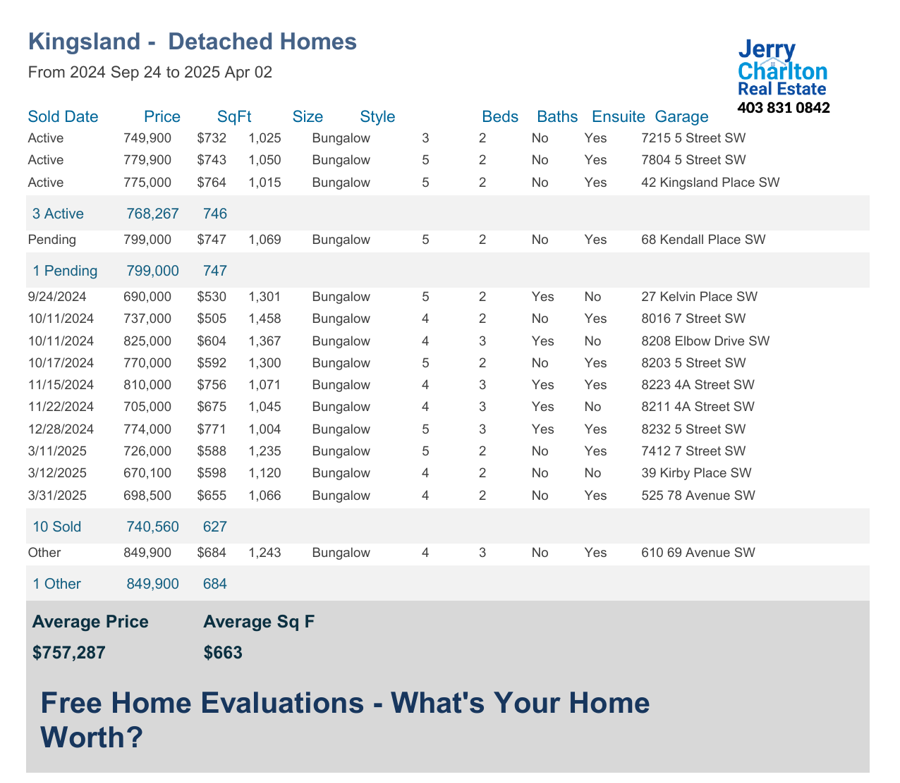 Kingsland -  Detached Homes
From 2024 Sep 24 to 2025 Apr 02
Jerry
Charlton
Real Estate
403 831 0842
Sold Date Price SqFt Size Style Beds Baths Ensuite Garage
Active 749,900 $732 1,025 Bungalow 3 2 No Yes 7215 5 Street SW
Active 779,900 $743 1,050 Bungalow 5 2 No Yes 7804 5 Street SW
Active 775,000 $764 1,015 Bungalow 5 2 No Yes 42 Kingsland Place SW
3 Active 768,267 746
Pending 799,000 $747 1,069 Bungalow 5 2 No Yes 68 Kendall Place SW
1 Pending 799,000 747
9/24/2024 690,000 $530 1,301 Bungalow 5 2 Yes No 27 Kelvin Place SW
10/11/2024 737,000 $505 1,458 Bungalow 4 2 No Yes 8016 7 Street SW
10/11/2024 825,000 $604 1,367 Bungalow 4 3 Yes No 8208 Elbow Drive SW
10/17/2024 770,000 $592 1,300 Bungalow 5 2 No Yes 8203 5 Street SW
11/15/2024 810,000 $756 1,071 Bungalow 4 3 Yes Yes 8223 4A Street SW
11/22/2024 705,000 $675 1,045 Bungalow 4 3 Yes No 8211 4A Street SW
12/28/2024 774,000 $771 1,004 Bungalow 5 3 Yes Yes 8232 5 Street SW
3/11/2025 726,000 $588 1,235 Bungalow 5 2 No Yes 7412 7 Street SW
3/12/2025 670,100 $598 1,120 Bungalow 4 2 No No 39 Kirby Place SW
3/31/2025 698,500 $655 1,066 Bungalow 4 2 No Yes 525 78 Avenue SW
10 Sold 740,560 627
Other 849,900 $684 1,243 Bungalow 4 3 No Yes 610 69 Avenue SW
1 Other 849,900 684
Average Price Average Sq F
$757,287 $663
Free Home Evaluations - What's Your Home
Worth?